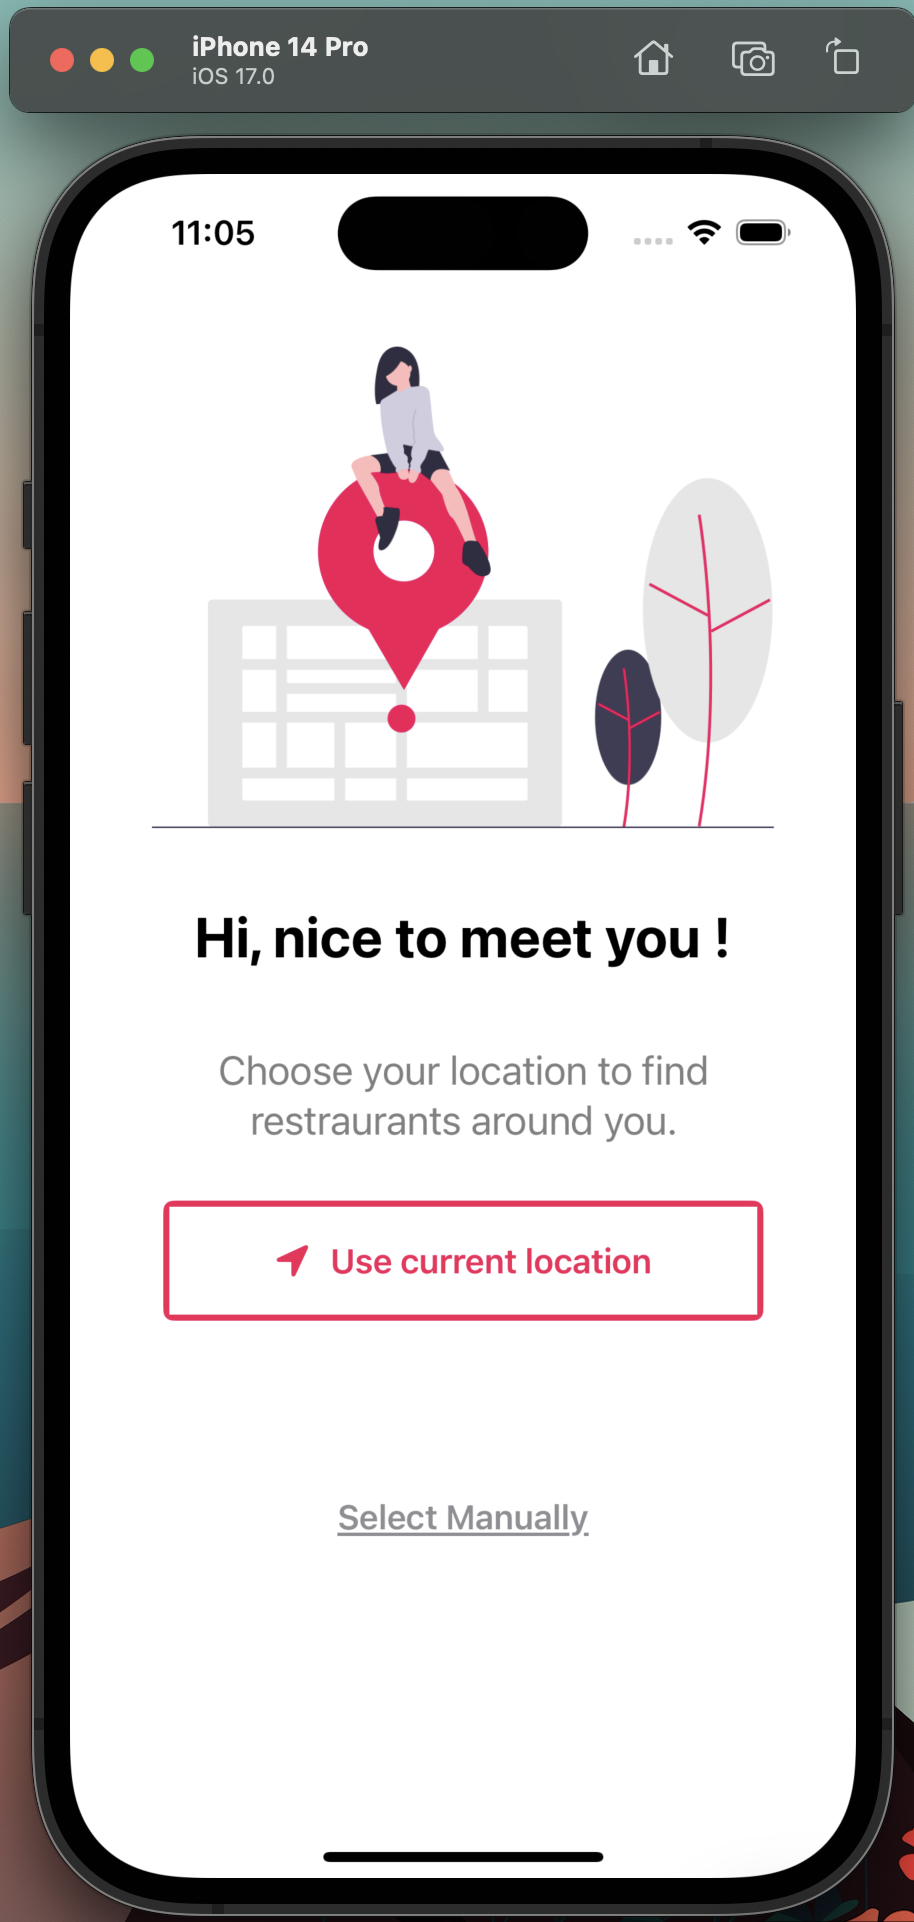 iPhone 14 Pro
iOS 17.0
11:05
Hi, nice to meet you !
Choose your location to find
restraurants around you.
Use current location
Select Manually